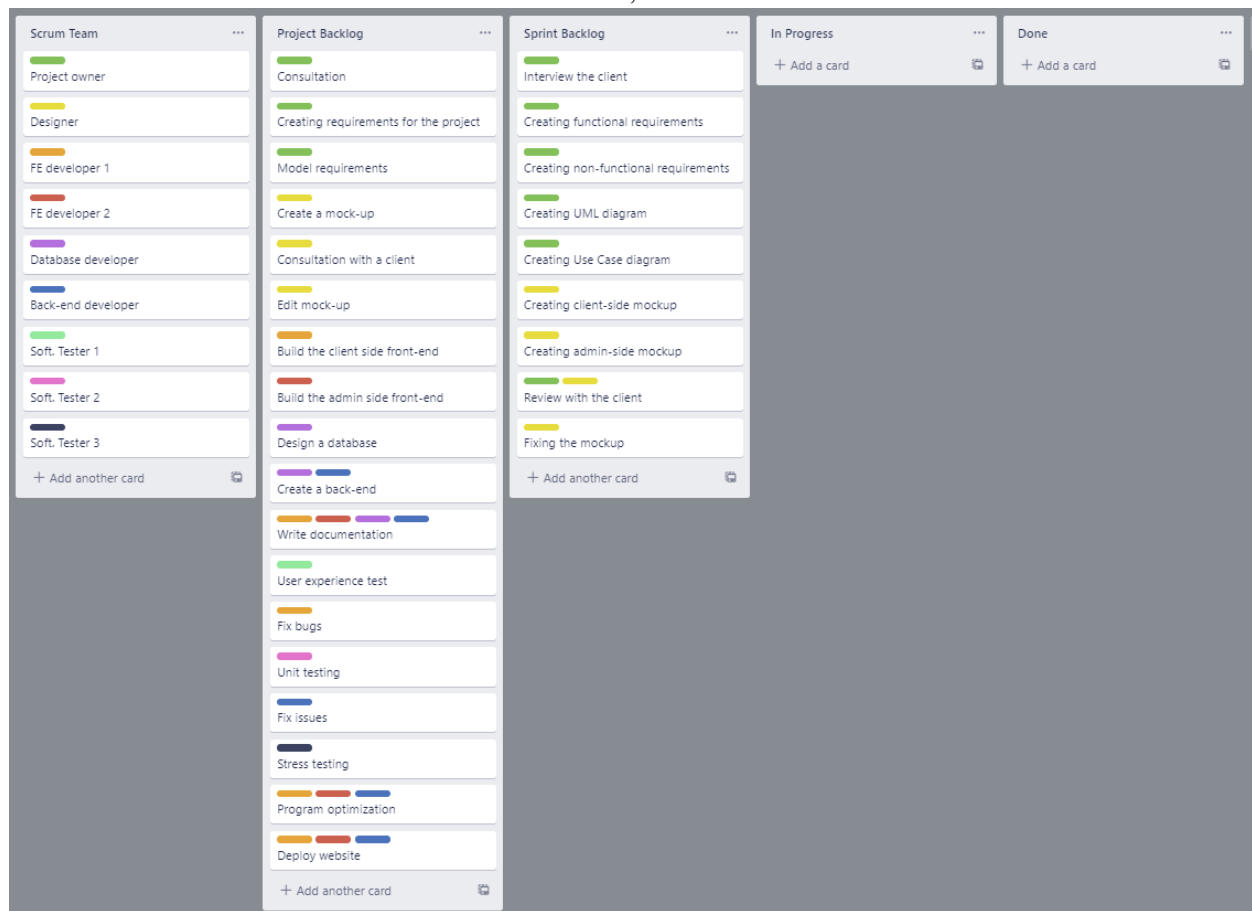 Scrum Team
Project owner
Designer
FE developer 1
FE developer 2
Database developer
Back-end developer
Soft. Tester 1
Soft. Tester 2
Soft. Tester 3
+ Add another card
Project Backlog
Consultation
Creating requirements for the project
Model requirements
Create a mock-up
Consultation with a client
Edit mock-up
Build the client side front-end
Build the admin side front-end
Design a database
Create a back-end
Write documentation
User experience test
Fix bugs
Unit testing
Fix issues
Stress testing
Program optimization
Deploy website
+ Add another card
Sprint Backlog
Interview the client
Creating functional requirements
Creating non-functional requirements
Creating UML diagram
Creating Use Case diagram
Creating client-side mockup
Creating admin-side mockup
Review with the client
Fixing the mockup
+ Add another card
In Progress
+ Add a card
Done
+ Add a card